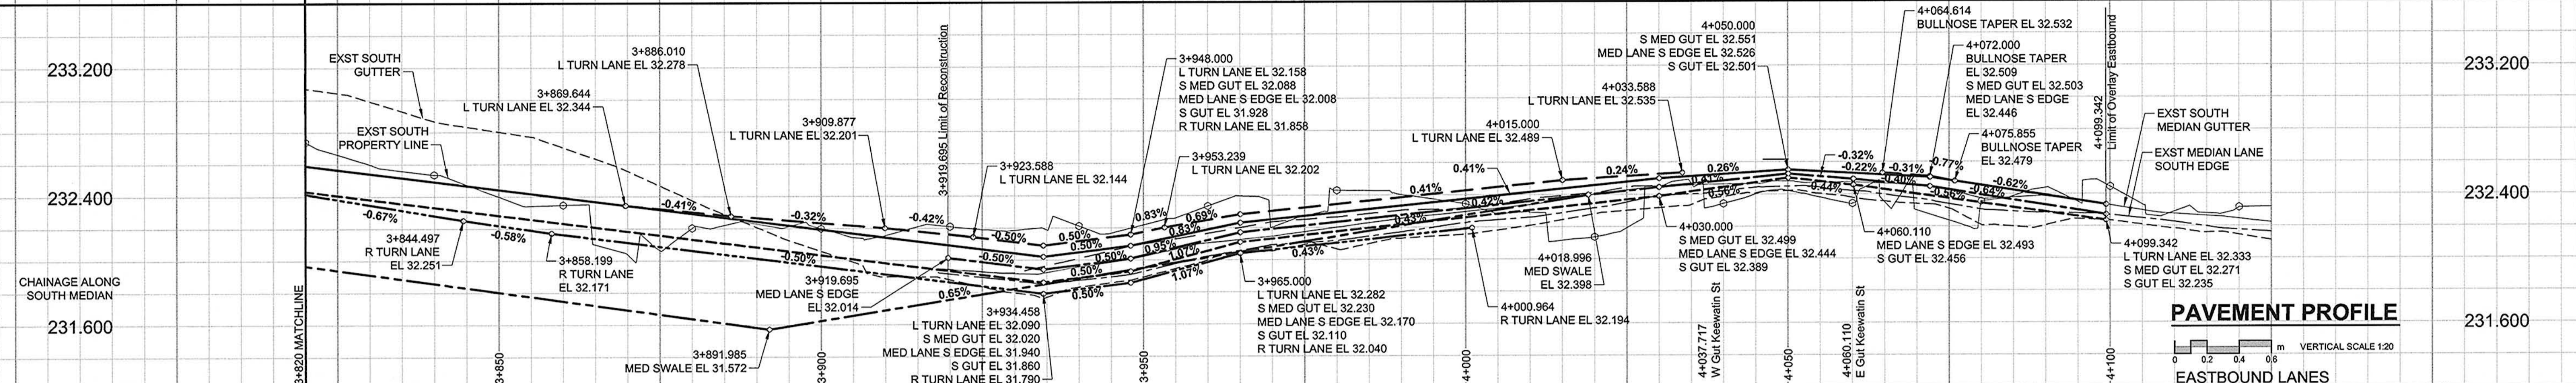 233.200
232.400
231.600
CHAINAGE ALONG
SOUTH MEDIAN
3+820 MATCHLINE
EXST SOUTH
GUTTER
EXST SOUTH
PROPERTY LINE
-0.67%
3+844.497
R TURN LANE
EL 32.251
-0.58%
3+850
3+858.199
R TURN LANE
EL 32.171
3+869.644
L TURN LANE EL 32.344
3+886.010
L TURN LANE EL 32.278
-0.41%
-0.32%
-0.50%
3+891.985
MED SWALE EL 31.572
3+900
3+909.877
L TURN LANE EL 32.201
-0.42%
3+919.695 Limit of Reconstruction
3+919.695
MED LANE S EDGE
EL 32.014
0.65%
3+923.588
L TURN LANE EL 32.144
-0.50%
-0.50%
3+934.458
L TURN LANE EL 32.090
S MED GUT EL 32.020
MED LANE S EDGE EL 31.940
S GUT EL 31.860
R TURN LANE EL 31.790
0.50%
0.50%
0.50%
0.50%
0.50%
3+948.000
L TURN LANE EL 32.158
S MED GUT EL 32.088
MED LANE S EDGE EL 32.008
S GUT EL 31.928
R TURN LANE EL 31.858
3+950
0.83%
0.83%
0.69%
0.95%
1.07%
1.07%
3+953.239
L TURN LANE EL 32.202
3+965.000
L TURN LANE EL 32.282
S MED GUT EL 32.230
MED LANE S EDGE EL 32.170
S GUT EL 32.110
R TURN LANE EL 32.040
0.43%
0.41%
0.43%
0.41%
0.42%
4+000
4+000.964
R TURN LANE EL 32.194
4+015.000
L TURN LANE EL 32.489
4+018.996
MED SWALE
EL 32.398
0.24%
4+033.588
L TURN LANE EL 32.535
4+030.000
S MED GUT EL 32.499
MED LANE S EDGE EL 32.444
S GUT EL 32.389
0.26%
0.41%
0.56%
4+037.717
W Gut Keewatin St
4+050.000
S MED GUT EL 32.551
MED LANE S EDGE EL 32.526
S GUT EL 32.501
4+050
-0.32%
-0.22%
-0.44%
4+060.110
E Gut Keewatin St
4+060.110
MED LANE S EDGE EL 32.493
S GUT EL 32.456
4+064.614
BULLNOSE TAPER EL 32.532
-0.31%
-0.40%
-0.77%
-0.56%
4+072.000
BULLNOSE TAPER
EL 32.509
S MED GUT EL 32.503
MED LANE S EDGE
EL 32.446
4+075.855
BULLNOSE TAPER
EL 32.479
-0.62%
-0.64%
4+099.342
Limit of Overlay Eastbound
4+100
4+099.342
L TURN LANE EL 32.333
S MED GUT EL 32.271
S GUT EL 32.235
EXST SOUTH
MEDIAN GUTTER
EXST MEDIAN LANE
SOUTH EDGE
PAVEMENT PROFILE
0 0.2 0.4 0.6 m VERTICAL SCALE 1:20
EASTBOUND LANES
233.200
232.400
231.600